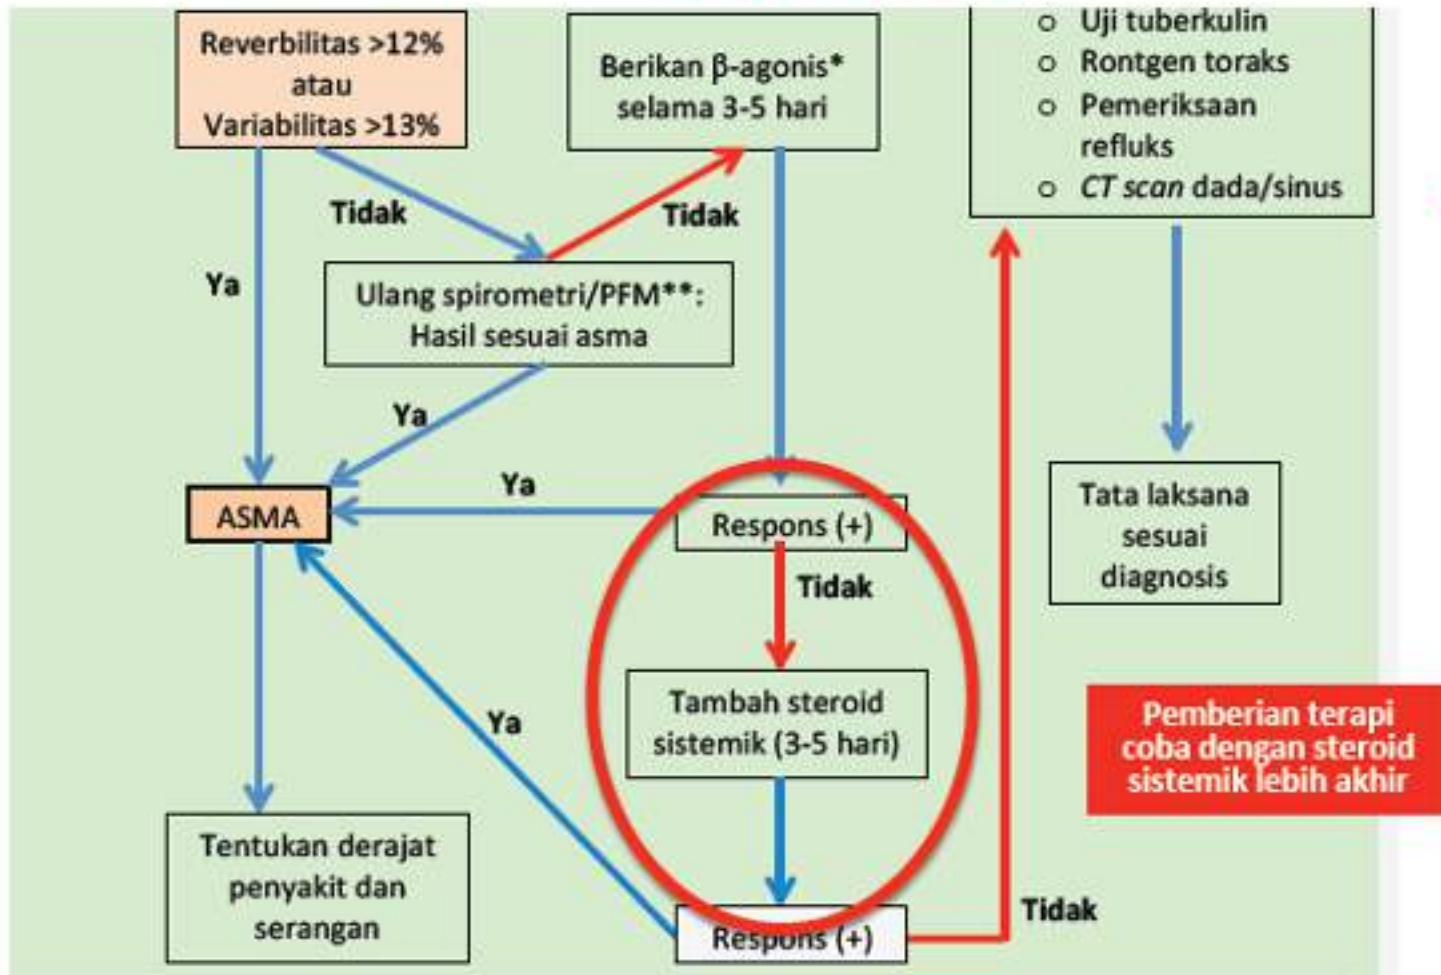 Reverbilitas >12%
atau
Variabilitas >13%
Berikan β-agonis*
selama 3-5 hari
o Uji tuberkulin
o Rontgen toraks
o Pemeriksaan
refluks
o CT scan dada/sinus
Tidak
Tidak
Ya
Ulang spirometri/PFM**:
Hasil sesuai asma
Ya
ASMA
Ya
Respons (+)
Tata laksana
sesuai
diagnosis
Tidak
Tambah steroid
sistemik (3-5 hari)
Ya
Pemberian terapi
coba dengan steroid
sistemik lebih akhir
Tentukan derajat
penyakit dan
serangan
Respons (+)
Tidak